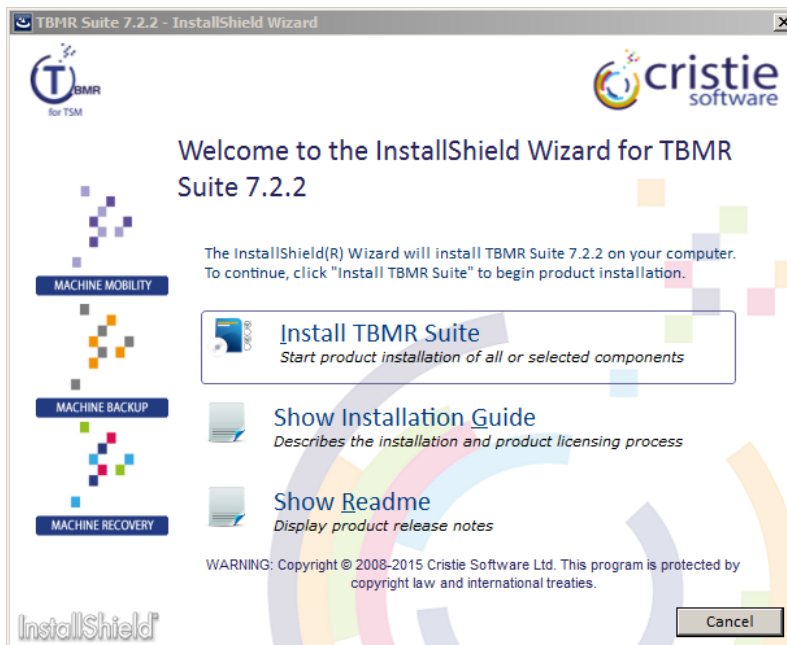 TBMR Suite 7.2.2 - InstallShield Wizard
TBMR
for TSM
cristie
software
Welcome to the InstallShield Wizard for TBMR
Suite 7.2.2
The InstallShield(R) Wizard will install TBMR Suite 7.2.2 on your computer.
To continue, click "Install TBMR Suite" to begin product installation.
MACHINE MOBILITY
Install TBMR Suite
Start product installation of all or selected components
MACHINE BACKUP
Show Installation Guide
Describes the installation and product licensing process
Show Readme
Display product release notes
MACHINE RECOVERY
WARNING: Copyright © 2008-2015 Cristie Software Ltd. This program is protected by
copyright law and international treaties.
InstallShield®
Cancel